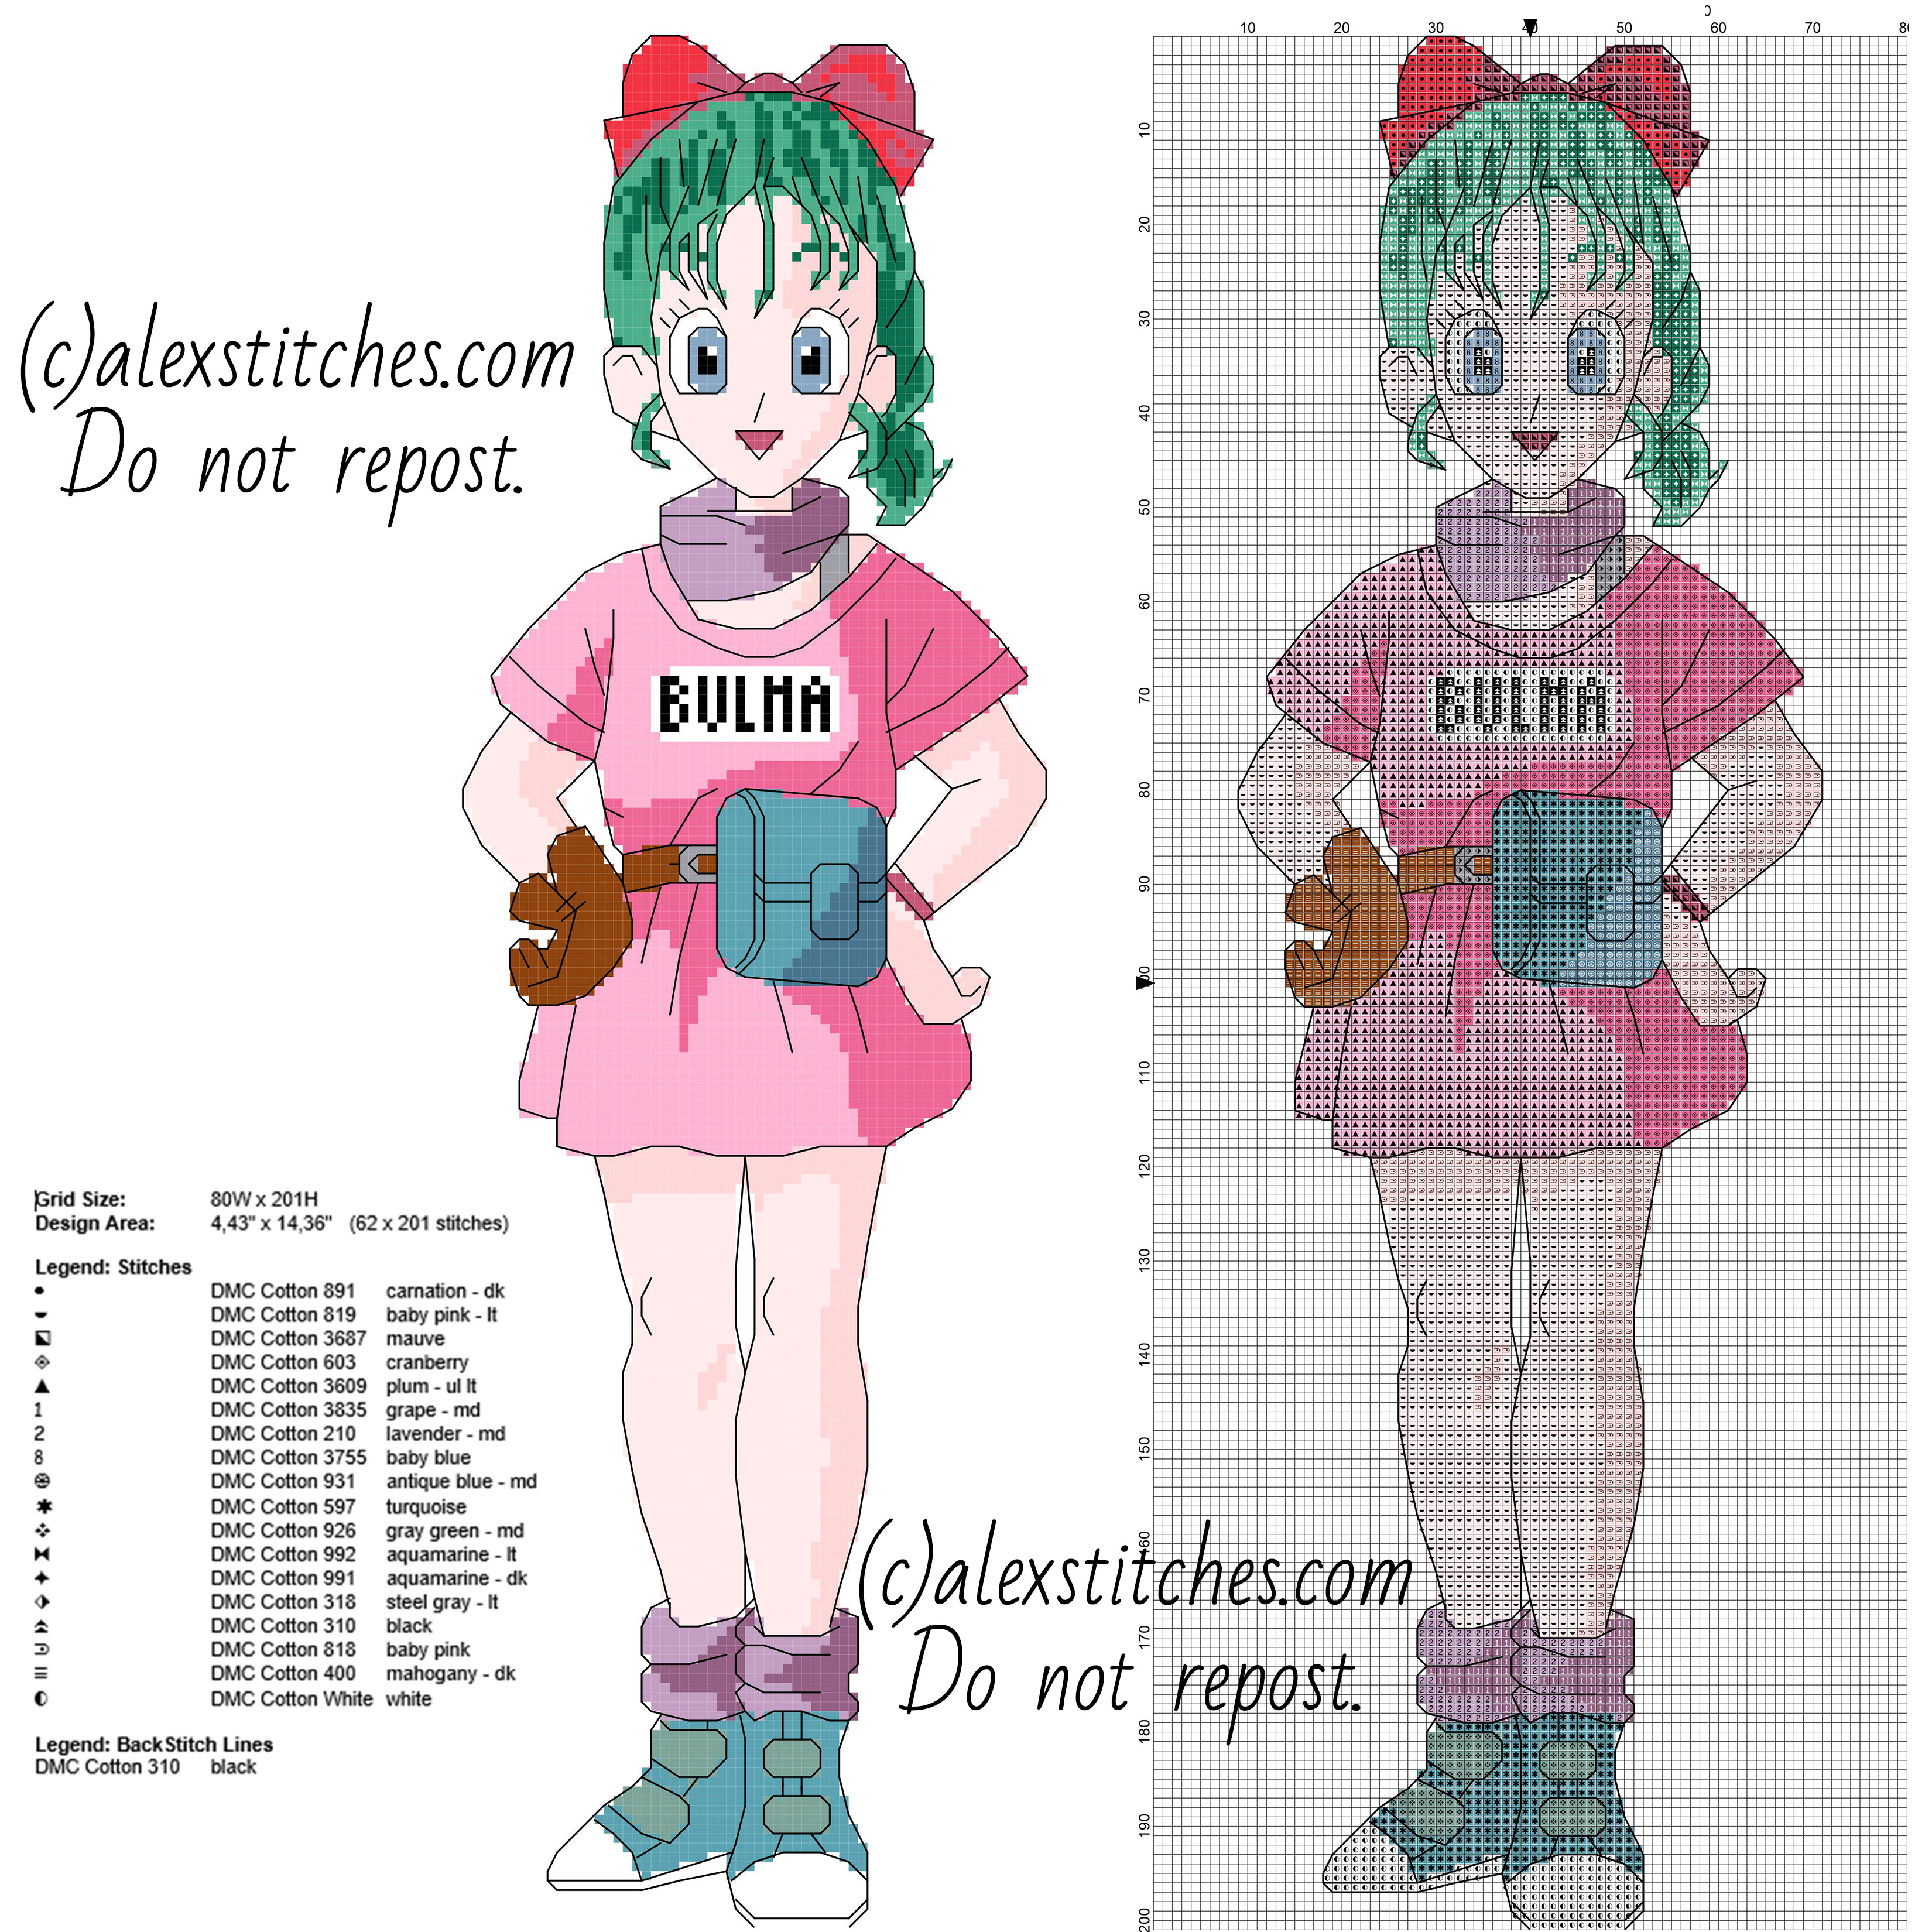 0
10 20 30 40 50 60 70 80
10
20
30
(c)alexstitches.com
Do not repost.
40
50
60
BULMA
70
80
90
100
110
120
Grid Size: 80W x 201H
Design Area: 4,43" x 14,36" (62 x 201 stitches)
Legend: Stitches
DMC Cotton 891 carnation - dk
DMC Cotton 819 baby pink - lt
DMC Cotton 3687 mauve
DMC Cotton 603 cranberry
DMC Cotton 3609 plum - ul lt
1 DMC Cotton 3835 grape - md
2 DMC Cotton 210 lavender - md
8 DMC Cotton 3755 baby blue
DMC Cotton 931 antique blue - md
DMC Cotton 597 turquoise
DMC Cotton 926 gray green - md
DMC Cotton 992 aquamarine - lt
DMC Cotton 991 aquamarine - dk
DMC Cotton 318 steel gray - lt
DMC Cotton 310 black
DMC Cotton 818 baby pink
DMC Cotton 400 mahogany - dk
DMC Cotton White white
Legend: BackStitch Lines
DMC Cotton 310 black
130
140
150
160
(c)alexstitches.com
Do not repost.
170
180
190
200